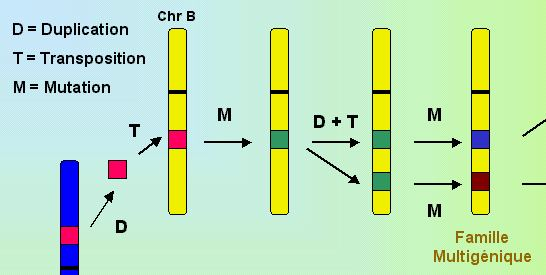 Chr B
D = Duplication
T = Transposition
M = Mutation
T
M
D + T
M
D
M
Famille
Multigénique